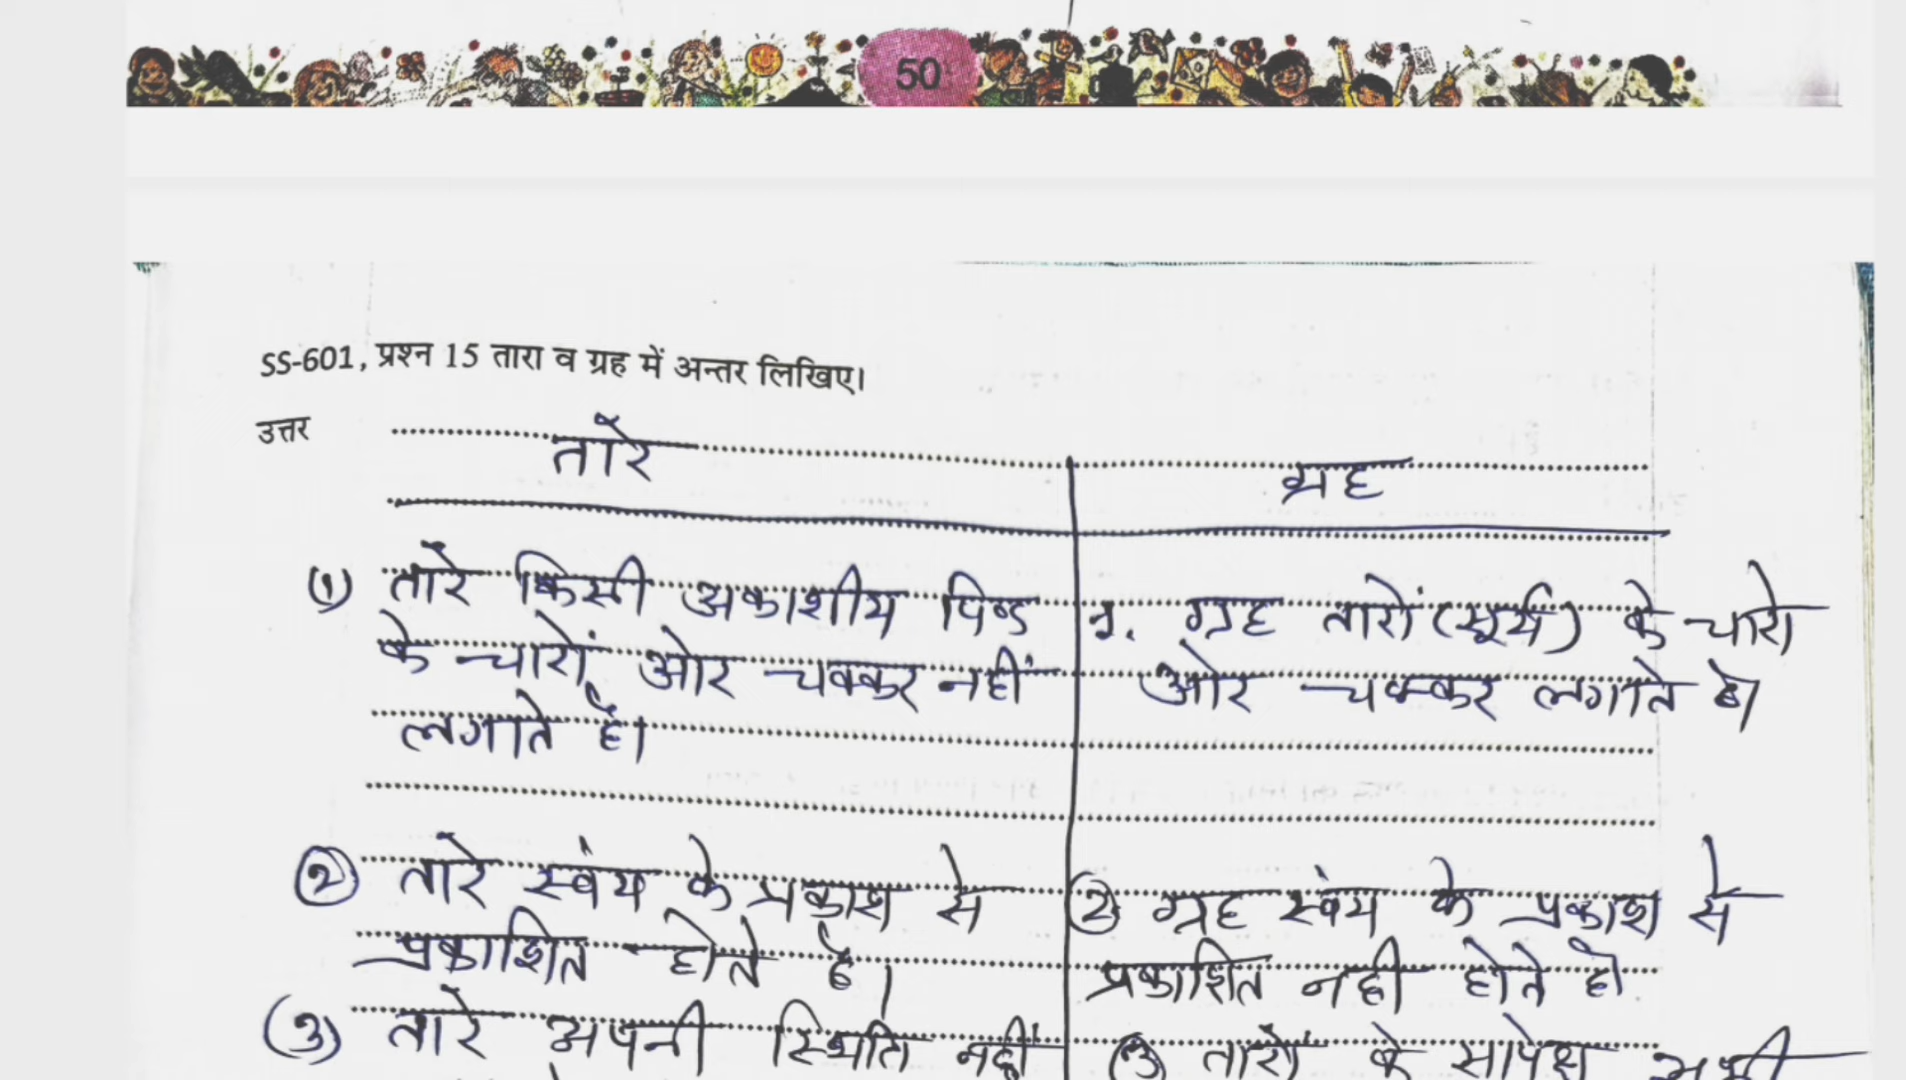 50
SS-601, प्रश्न 15 तारा व ग्रह में अन्तर लिखिए।
उत्तर
तारे
ग्रह
(1) तारे किसी अकाशीय पिण्ड
के चारों ओर चक्कर नहीं
लगाते हैं।
1. ग्रह तारों (सूर्य) के चारो
ओर चक्कर लगाते है।
(2) तारे स्वंय के प्रकाश से
प्रकाशित होते है।
(2) ग्रह स्वंय के प्रकाश से
प्रकाशित नही होते है।
(3) तारे अपनी स्थिति नहीं
(3) तारों के सापेक्ष अपनी